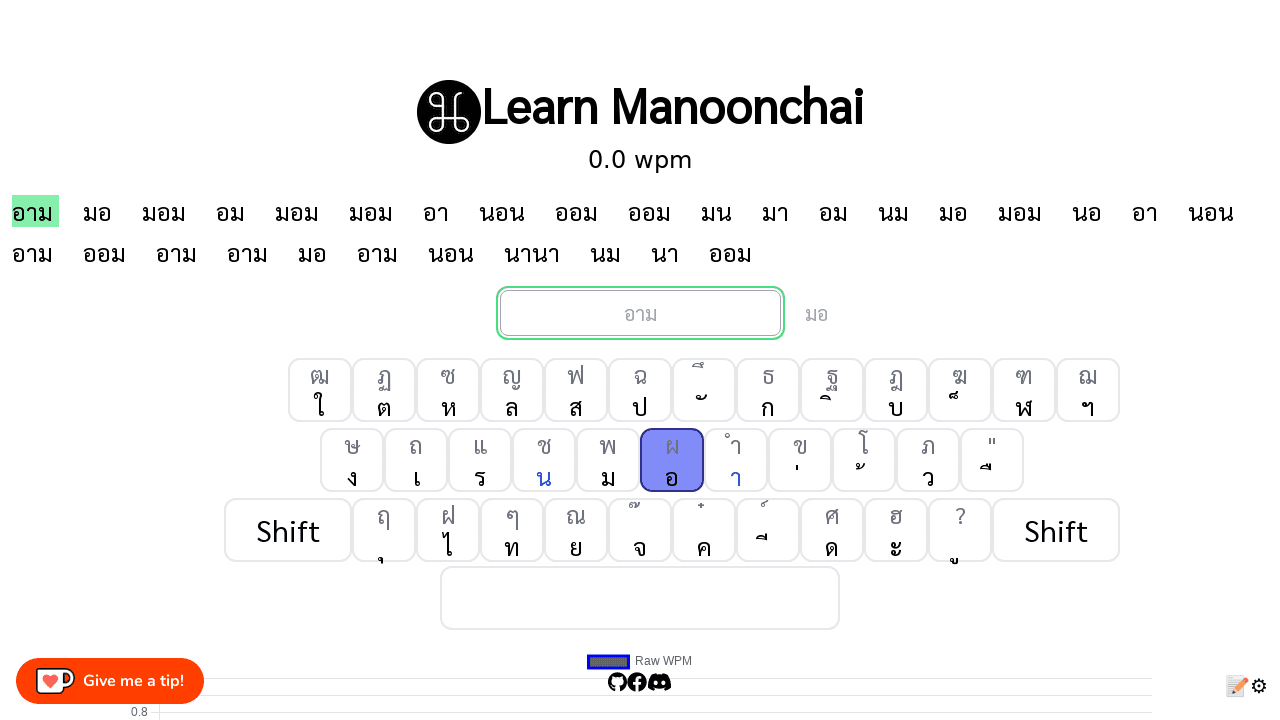 Learn Manoonchai
0.0 wpm
อาม มอ มอม อม มอม มอม อา นอน ออม ออม มน มา อม นม มอ มอม นอ อา นอน
อาม ออม อาม อาม มอ อาม นอน นานา นม นา ออม
อาม มอ
ฒ ฏ ซ ญ ฟ ฉ ึ ธ ฐ ฎ ฆ ฑ ฌ
ใ ต ห ล ส ป ั ก ิ บ ็ ฬ ฯ
ษ ถ แ ช พ ผ ำ ข โ ภ "
ง เ ร น ม อ า ่ ้ ว ื
ฤ ฝ ๆ ณ ๊ ๋ ์ ศ ฮ ?
Shift ุ ไ ท ย จ ค ี ด ะ ู Shift
Raw WPM
Give me a tip!
0.8